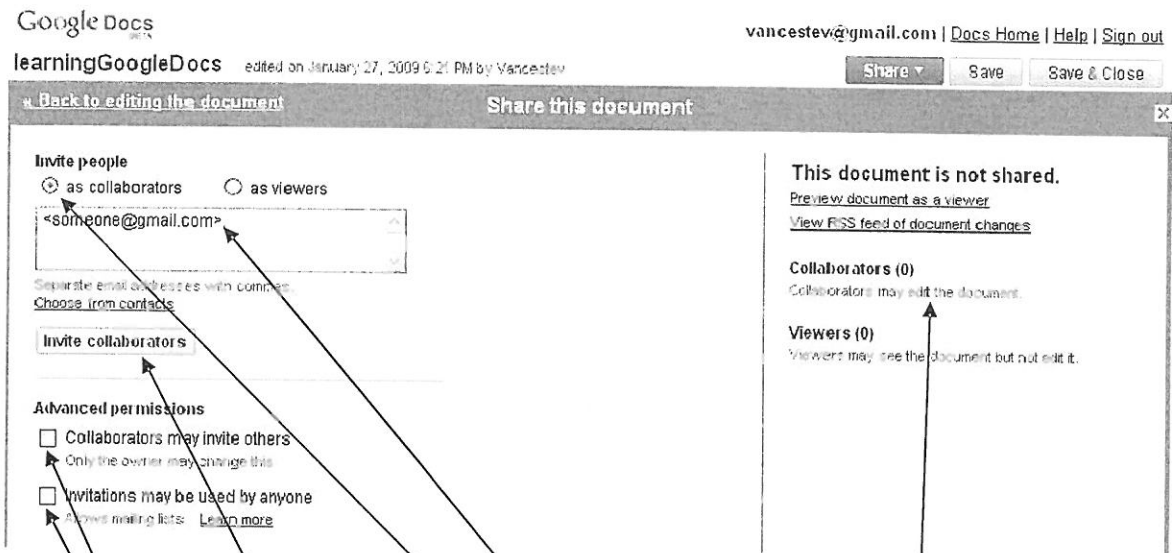 Google Docs
BETA
vancestev@gmail.com | Docs Home | Help | Sign out
learningGoogleDocs edited on January 27, 2009 6:21 PM by Vancestev
Share Save Save & Close
« Back to editing the document Share this document
Invite people
as collaborators as viewers
<someone@gmail.com>
Separate email addresses with commas.
Choose from contacts
Invite collaborators
Advanced permissions
Collaborators may invite others
Only the owner may change this
Invitations may be used by anyone
Allows mailing lists Learn more
This document is not shared.
Preview document as a viewer
View RSS feed of document changes
Collaborators (0)
Collaborators may edit the document.
Viewers (0)
Viewers may see the document but not edit it.